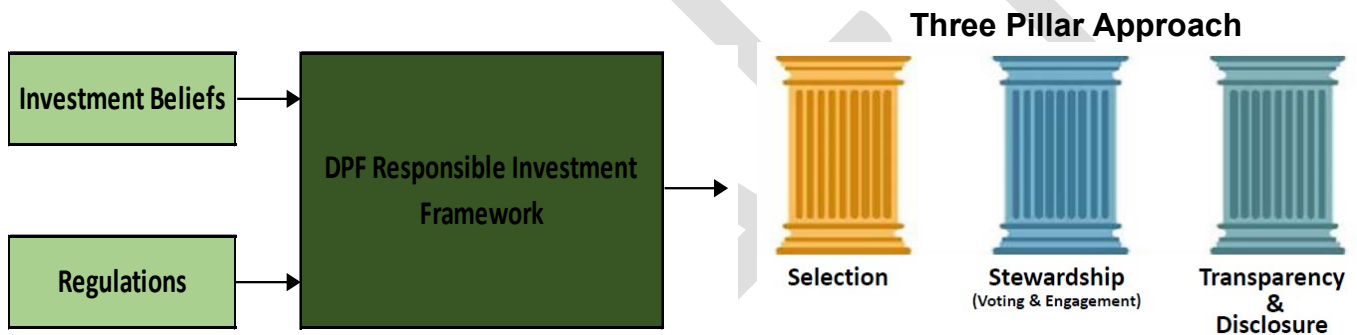 Three Pillar Approach
Investment Beliefs
DPF Responsible Investment
Framework
Regulations
Selection
Stewardship
(Voting & Engagement)
Transparency
&
Disclosure